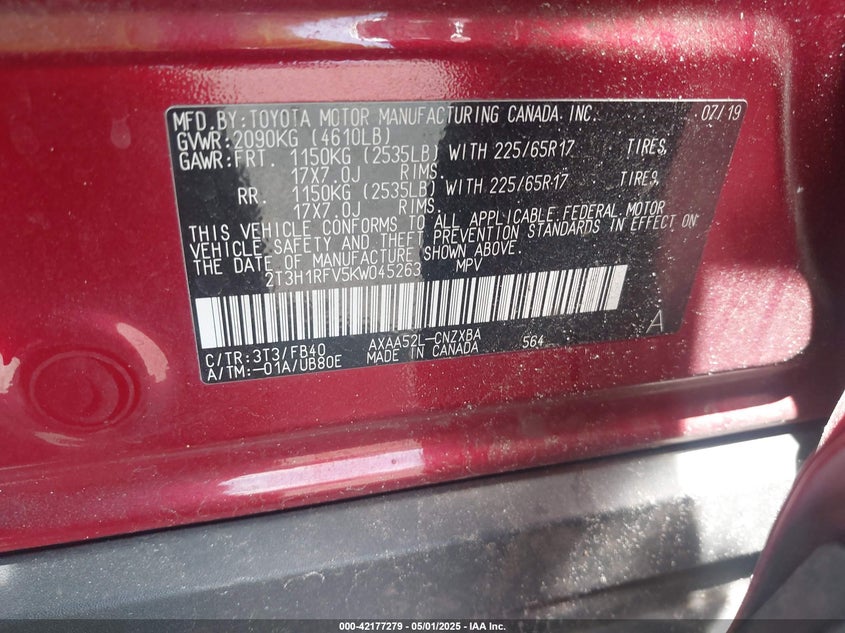 MFD.BY:TOYOTA MOTOR MANUFACTURING CANADA.INC. 07/19
GVWR:2090KG (4610LB)
GAWR:FRT. 1150KG (2535LB) WITH 225/65R17 TIRES,
17X7.0J RIMS.
RR. 1150KG (2535LB) WITH 225/65R17 TIRES,
17X7.0J RIMS.
THIS VEHICLE CONFORMS TO ALL APPLICABLE FEDERAL MOTOR
VEHICLE SAFETY AND THEFT PREVENTION STANDARDS IN EFFECT ON
THE DATE OF MANUFACTURE SHOWN ABOVE.
2T3H1RFV5KW045263 MPV
A
C/TR:3T3/FB40 AXAA52L-CNZXBA 564
A/TM:-01A/UB80E MADE IN CANADA
000-42177279 - 05/01/2025 - IAA Inc.